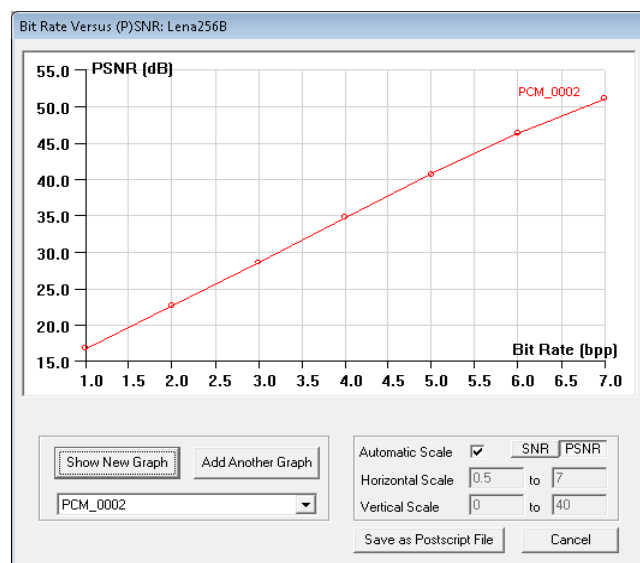 Bit Rate Versus (P)SNR: Lena256B
PSNR (dB)
PCM_0002
55.0
50.0
45.0
40.0
35.0
30.0
25.0
20.0
15.0
Bit Rate (bpp)
1.0 1.5 2.0 2.5 3.0 3.5 4.0 4.5 5.0 5.5 6.0 6.5 7.0
Show New Graph
Add Another Graph
PCM_0002
Automatic Scale
SNR
PSNR
Horizontal Scale 0.5 to 7
Vertical Scale 0 to 40
Save as Postscript File
Cancel